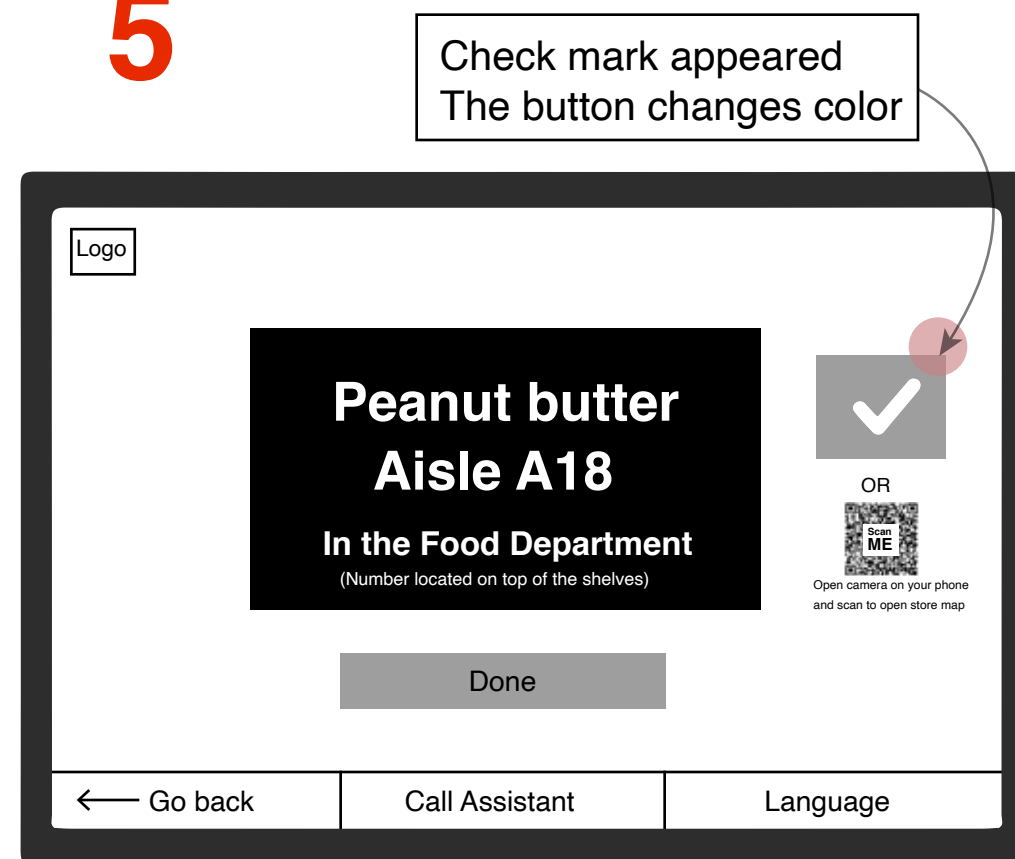 5
Check mark appeared
The button changes color
Logo
Peanut butter
Aisle A18
In the Food Department
(Number located on top of the shelves)
OR
Scan
ME
Open camera on your phone
and scan to open store map
Done
Go back
Call Assistant
Language